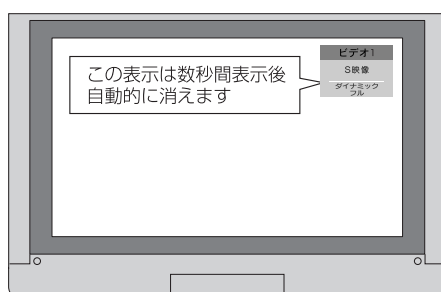 ビデオ1
S映像
ダイナミック
フル
この表示は数秒間表示後
自動的に消えます